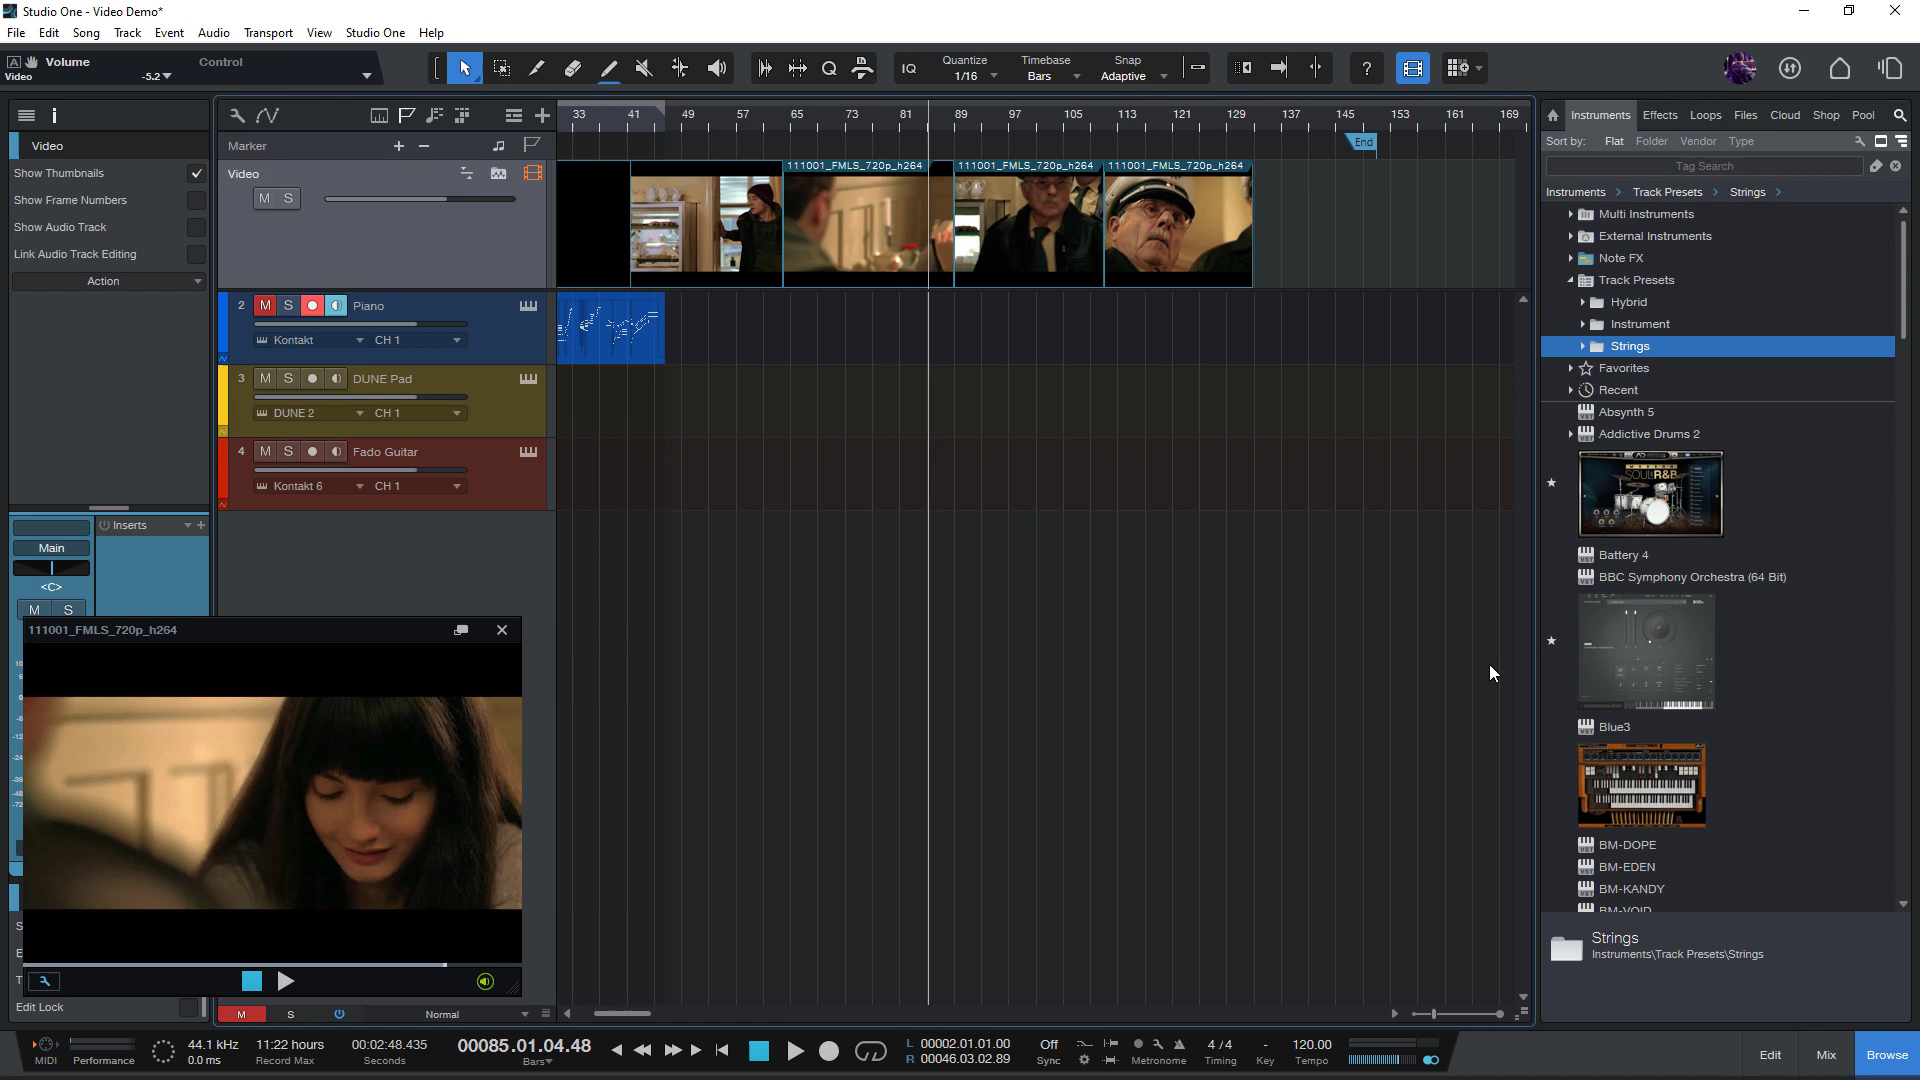 Studio One - Video Demo*
File Edit Song Track Event Audio Transport View Studio One Help
A Volume Control
Video -5.2
IQ Quantize Timebase Snap
1/16 Bars Adaptive
?
Instruments Effects Loops Files Cloud Shop Pool
Sort by: Flat Folder Vendor Type
Tag Search
Instruments Track Presets Strings
Multi Instruments
External Instruments
Note FX
Track Presets
Hybrid
Instrument
Strings
Favorites
Recent
Absynth 5
Addictive Drums 2
SOUL R&B
Battery 4
BBC Symphony Orchestra (64 Bit)
Blue3
BM-DOPE
BM-EDEN
BM-KANDY
BM-VOID
Strings
Instruments\Track Presets\Strings
i
Video
Show Thumbnails
Show Frame Numbers
Show Audio Track
Link Audio Track Editing
Action
Inserts
Main
<C>
M S
Marker
Video
M S
33 41 49 57 65 73 81 89 97 105 113 121 129 137 145 153 161 169
End
111001_FMLS_720p_h264 111001_FMLS_720p_h264 111001_FMLS_720p_h264
2 M S Piano
Kontakt CH 1
3 M S DUNE Pad
DUNE 2 CH 1
4 M S Fado Guitar
Kontakt 6 CH 1
111001_FMLS_720p_h264
Edit Lock
M S Normal
MIDI Performance
44.1 kHz
0.0 ms
11:22 hours
Record Max
00:02:48.435
Seconds
00085.01.04.48
Bars
L 00002.01.01.00
R 00046.03.02.89
Off
Sync
Metronome
4 / 4
Timing
-
Key
120.00
Tempo
Edit Mix Browse